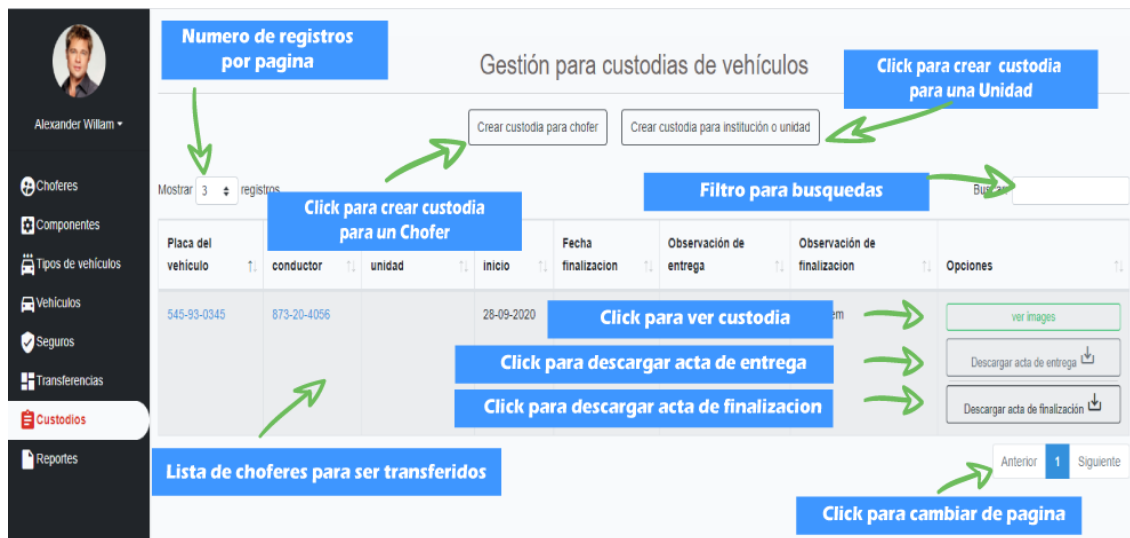 Numero de registros
por pagina
Gestión para custodias de vehículos
Click para crear custodia
para una Unidad
Alexander Willam
Crear custodia para chofer
Crear custodia para institución o unidad
Choferes
Mostrar 3 registros
Click para crear custodia
para un Chofer
Filtro para busquedas
Componentes
Tipos de vehículos
Placa del
vehículo
conductor
unidad
inicio
Fecha
finalizacion
Observación de
entrega
Observación de
finalizacion
Opciones
Vehículos
545-93-0345
873-20-4056
28-09-2020
Click para ver custodia
ver images
Seguros
Click para descargar acta de entrega
Descargar acta de entrega
Transferencias
Click para descargar acta de finalizacion
Descargar acta de finalización
Custodios
Reportes
Lista de choferes para ser transferidos
Anterior 1 Siguiente
Click para cambiar de pagina